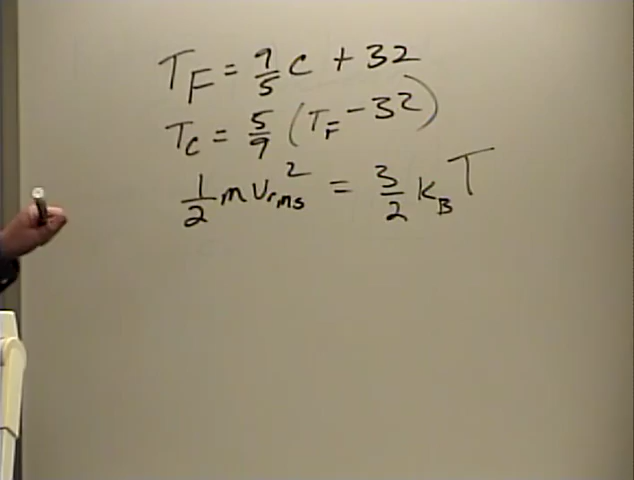 T_F = 9/5 C + 32
T_C = 5/9 (T_F - 32)
1/2 m v_rms^2 = 3/2 k_B T